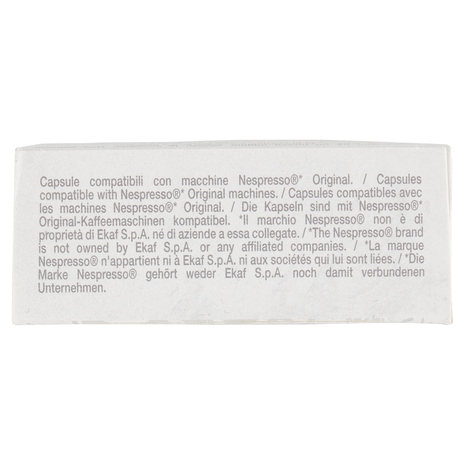 Capsule compatibili con macchine Nespresso®* Original. / Capsules
compatible with Nespresso®* Original machines. / Capsules compatibles avec
les machines Nespresso®* Original. / Die Kapseln sind mit Nespresso®*
Original-Kaffeemaschinen kompatibel. *il marchio Nespresso® non è di
proprietà di Ekaf S.p.A. né di aziende a essa collegate. / *The Nespresso® brand
is not owned by Ekaf S.p.A. or any affiliated companies. / *La marque
Nespresso® n'appartient ni à Ekaf S.p.A. ni aux sociétés qui lui sont liées. / *Die
Marke Nespresso® gehört weder Ekaf S.p.A. noch damit verbundenen
Unternehmen.